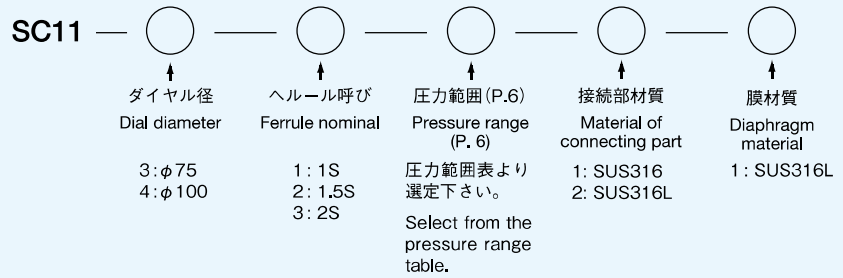 SC11
ダイヤル径
Dial diameter
3:φ75
4:φ100
ヘルール呼び
Ferrule nominal
1:1S
2:1.5S
3:2S
圧力範囲(P.6)
Pressure range
(P. 6)
圧力範囲表より
選定下さい。
Select from the
pressure range
table.
接続部材質
Material of
connecting part
1: SUS316
2: SUS316L
膜材質
Diaphragm
material
1: SUS316L